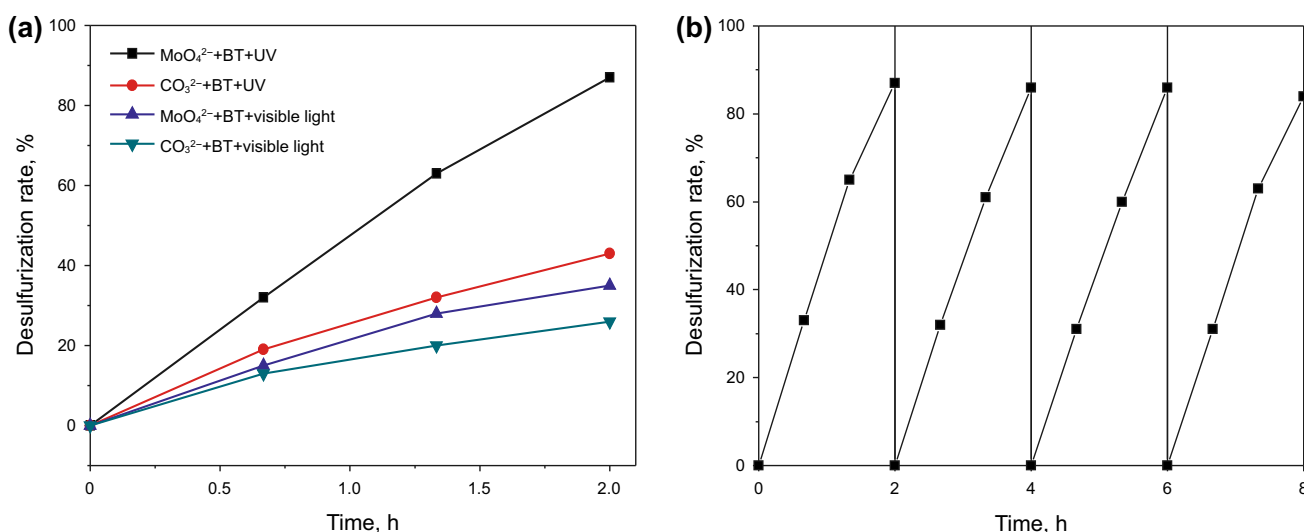 (a)
Desulfurization rate, %
100
80
60
40
20
0
MoO₄²⁻+BT+UV
CO₃²⁻+BT+UV
MoO₄²⁻+BT+visible light
CO₃²⁻+BT+visible light
0 0.5 1.0 1.5 2.0
Time, h
(b)
Desulfurization rate, %
100
80
60
40
20
0
0 2 4 6 8
Time, h